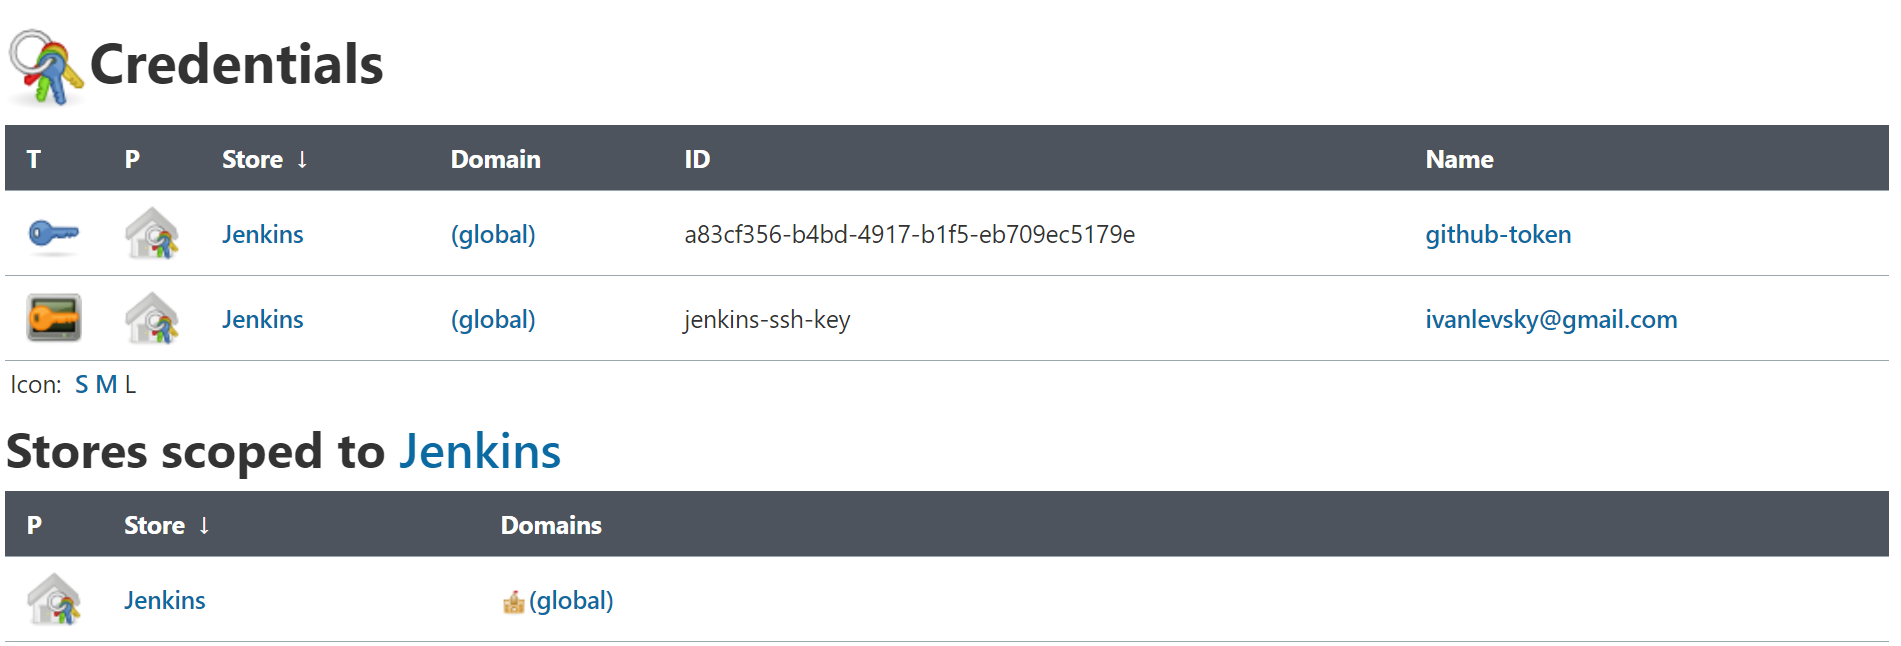 Credentials
T P Store ↓ Domain ID Name
Jenkins (global) a83cf356-b4bd-4917-b1f5-eb709ec5179e github-token
Jenkins (global) jenkins-ssh-key ivanlevsky@gmail.com
Icon: S M L
Stores scoped to Jenkins
P Store ↓ Domains
Jenkins (global)